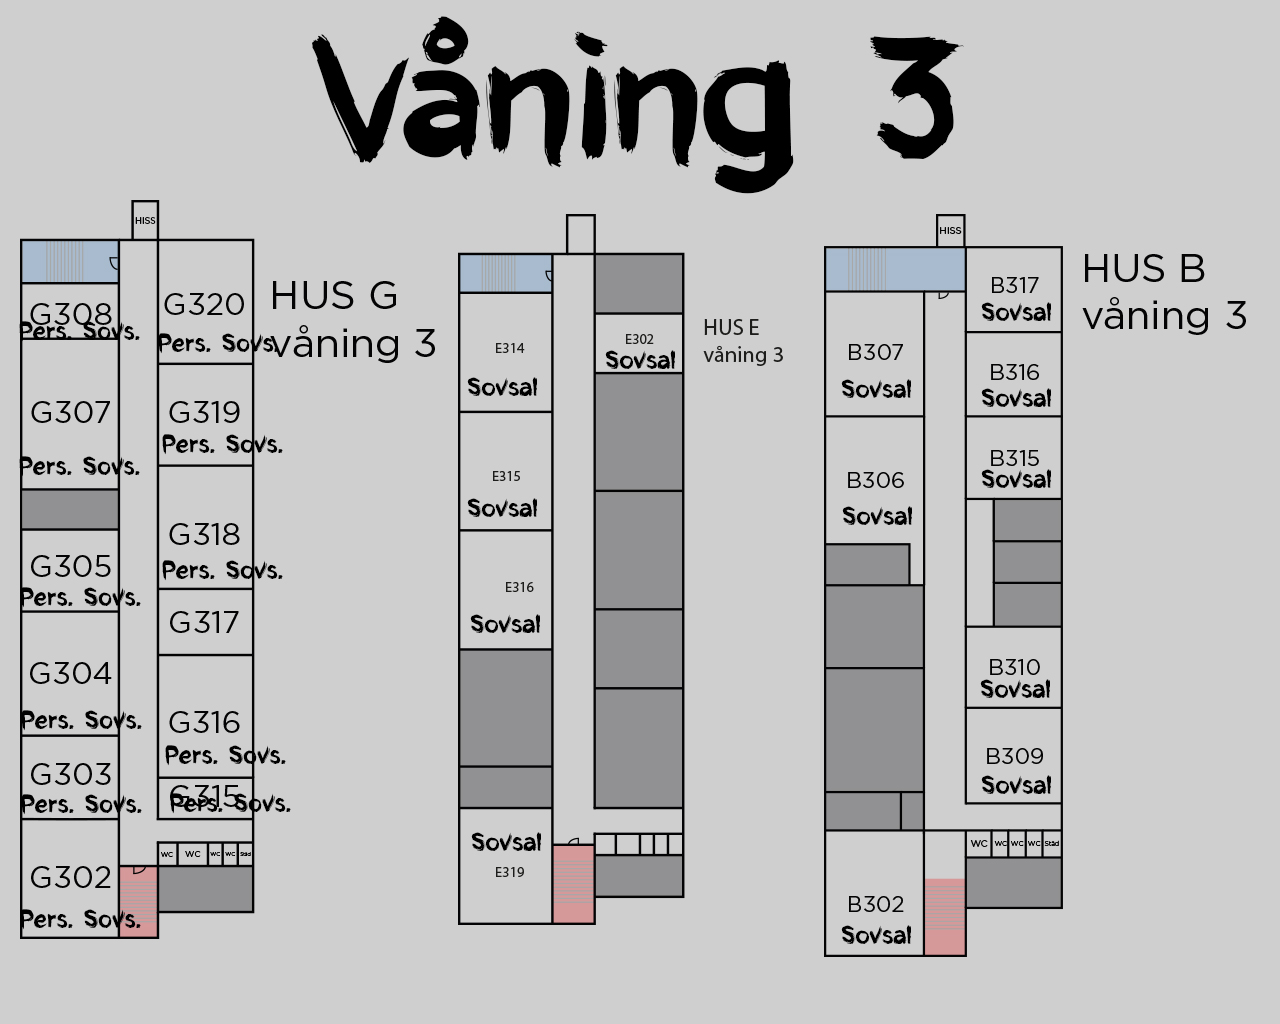 Våning 3
HISS
G308
Pers. Sovs.
G307
Pers. Sovs.
G305
Pers. Sovs.
G304
Pers. Sovs.
G303
Pers. Sovs.
G302
Pers. Sovs.
G320
Pers. Sovs.
G319
Pers. Sovs.
G318
Pers. Sovs.
G317
G316
Pers. Sovs.
G315
Pers. Sovs.
WC WC WC WC Städ
HUS G
våning 3
E314
Sovsal
E315
Sovsal
E316
Sovsal
Sovsal
E319
E302
Sovsal
HUS E
våning 3
HISS
B307
Sovsal
B306
Sovsal
B302
Sovsal
B317
Sovsal
B316
Sovsal
B315
Sovsal
B310
Sovsal
B309
Sovsal
WC WC WC WC Städ
HUS B
våning 3